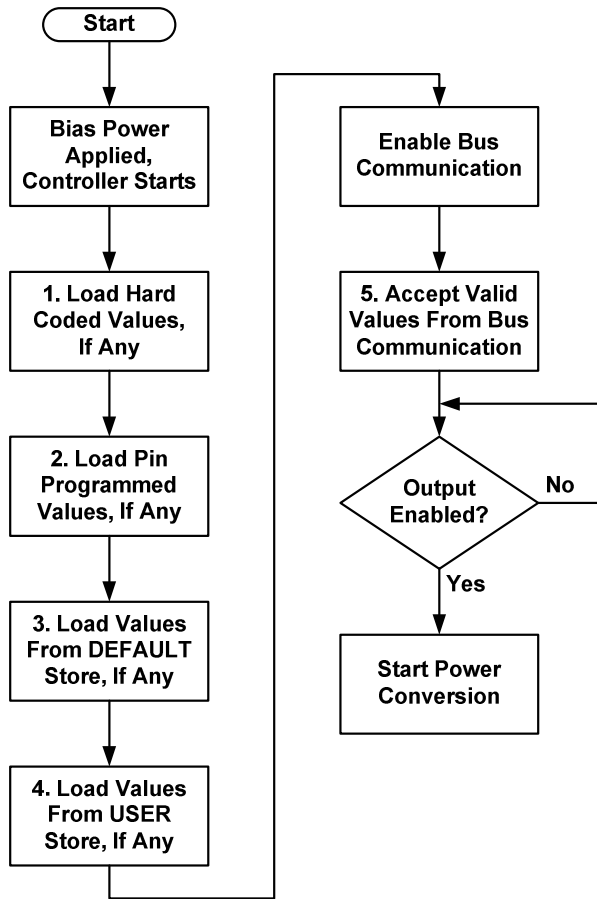 Start
Bias Power
Applied,
Controller Starts
1. Load Hard
Coded Values,
If Any
2. Load Pin
Programmed
Values, If Any
3. Load Values
From DEFAULT
Store, If Any
4. Load Values
From USER
Store, If Any
Enable Bus
Communication
5. Accept Valid
Values From Bus
Communication
Output
Enabled?
No
Yes
Start Power
Conversion